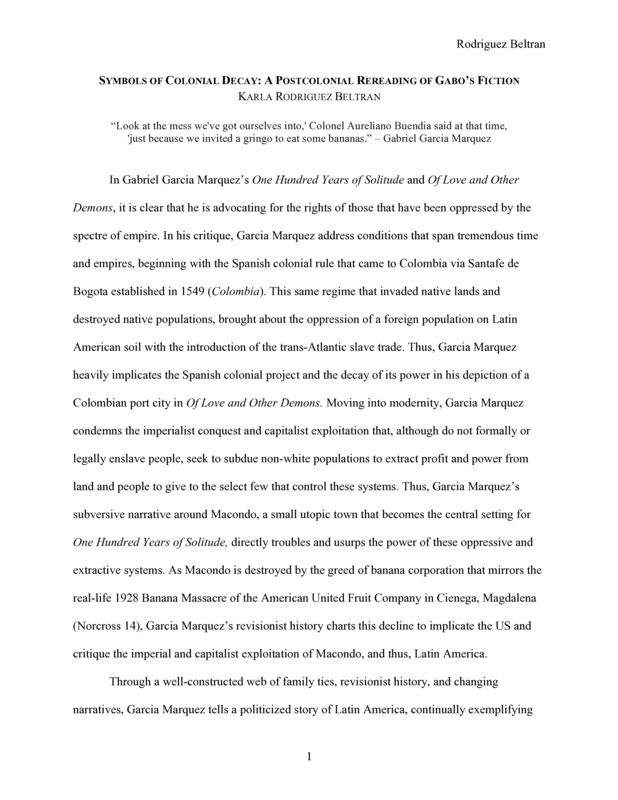 Rodriguez Beltran
SYMBOLS OF COLONIAL DECAY: A POSTCOLONIAL REREADING OF GABO'S FICTION
KARLA RODRIGUEZ BELTRAN
“Look at the mess we've got ourselves into,' Colonel Aureliano Buendia said at that time,
'just because we invited a gringo to eat some bananas.” – Gabriel Garcia Marquez
In Gabriel Garcia Marquez’s One Hundred Years of Solitude and Of Love and Other
Demons, it is clear that he is advocating for the rights of those that have been oppressed by the
spectre of empire. In his critique, Garcia Marquez address conditions that span tremendous time
and empires, beginning with the Spanish colonial rule that came to Colombia via Santafe de
Bogota established in 1549 (Colombia). This same regime that invaded native lands and
destroyed native populations, brought about the oppression of a foreign population on Latin
American soil with the introduction of the trans-Atlantic slave trade. Thus, Garcia Marquez
heavily implicates the Spanish colonial project and the decay of its power in his depiction of a
Colombian port city in Of Love and Other Demons. Moving into modernity, Garcia Marquez
condemns the imperialist conquest and capitalist exploitation that, although do not formally or
legally enslave people, seek to subdue non-white populations to extract profit and power from
land and people to give to the select few that control these systems. Thus, Garcia Marquez’s
subversive narrative around Macondo, a small utopic town that becomes the central setting for
One Hundred Years of Solitude, directly troubles and usurps the power of these oppressive and
extractive systems. As Macondo is destroyed by the greed of banana corporation that mirrors the
real-life 1928 Banana Massacre of the American United Fruit Company in Cienega, Magdalena
(Norcross 14), Garcia Marquez’s revisionist history charts this decline to implicate the US and
critique the imperial and capitalist exploitation of Macondo, and thus, Latin America.
Through a well-constructed web of family ties, revisionist history, and changing
narratives, Garcia Marquez tells a politicized story of Latin America, continually exemplifying
1